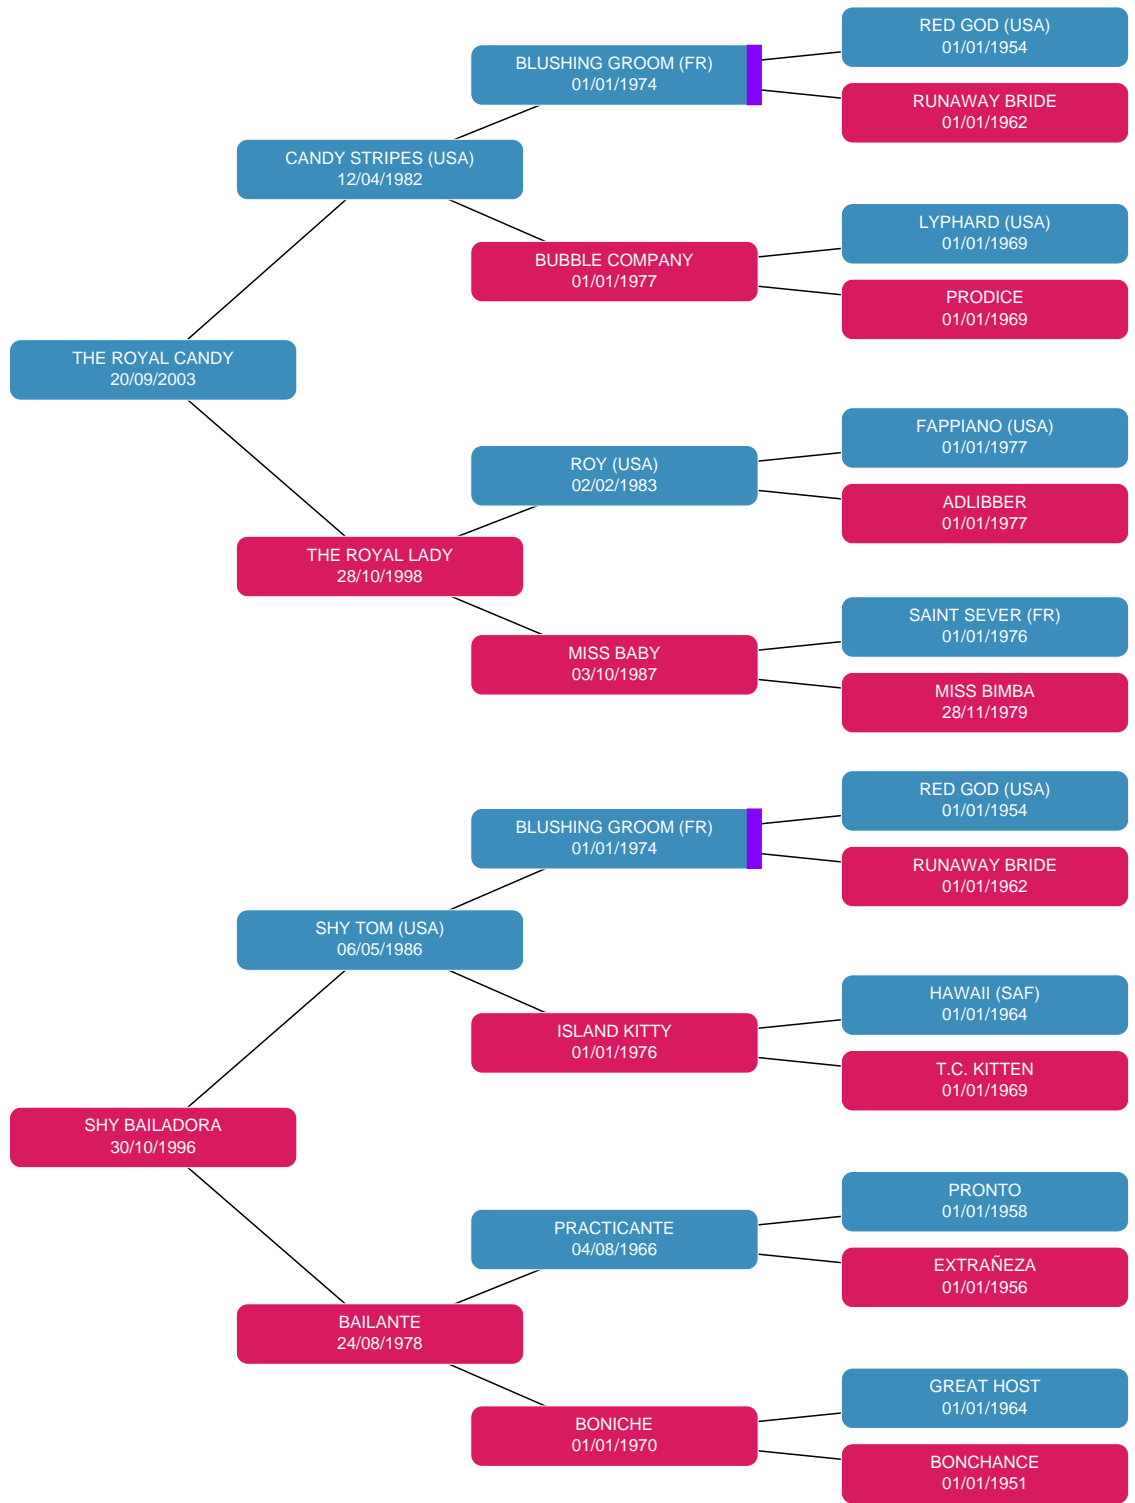 RED GOD (USA)
01/01/1954
BLUSHING GROOM (FR)
01/01/1974
RUNAWAY BRIDE
01/01/1962
CANDY STRIPES (USA)
12/04/1982
LYPHARD (USA)
01/01/1969
BUBBLE COMPANY
01/01/1977
PRODICE
01/01/1969
THE ROYAL CANDY
20/09/2003
FAPPIANO (USA)
01/01/1977
ROY (USA)
02/02/1983
ADLIBBER
01/01/1977
THE ROYAL LADY
28/10/1998
SAINT SEVER (FR)
01/01/1976
MISS BABY
03/10/1987
MISS BIMBA
28/11/1979
RED GOD (USA)
01/01/1954
BLUSHING GROOM (FR)
01/01/1974
RUNAWAY BRIDE
01/01/1962
SHY TOM (USA)
06/05/1986
HAWAII (SAF)
01/01/1964
ISLAND KITTY
01/01/1976
T.C. KITTEN
01/01/1969
SHY BAILADORA
30/10/1996
PRONTO
01/01/1958
PRACTICANTE
04/08/1966
EXTRAÑEZA
01/01/1956
BAILANTE
24/08/1978
GREAT HOST
01/01/1964
BONICHE
01/01/1970
BONCHANCE
01/01/1951